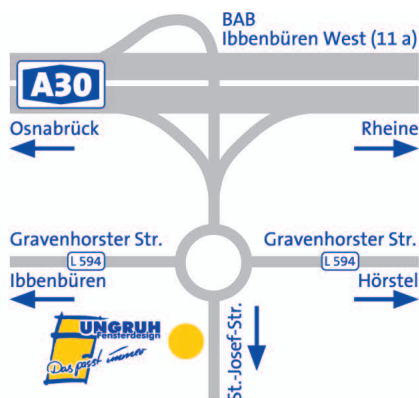 BAB
Ibbenbüren West (11 a)
A30
Osnabrück
Rheine
Gravenhorster Str.
Gravenhorster Str.
L 594
L 594
Ibbenbüren
Hörstel
UNGRUH
Fensterdesign
Das passt immer
St.-Josef-Str.